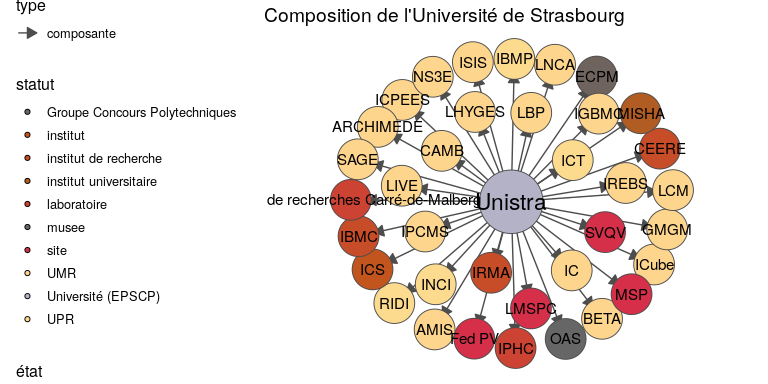 type
composante
statut
Groupe Concours Polytechniques
institut
institut de recherche
institut universitaire
laboratoire
musee
site
UMR
Université (EPSCP)
UPR
état
Composition de l'Université de Strasbourg
ISIS
IBMP
LNCA
NS3E
ECPM
ICPEES
LHYGES
LBP
IGBMC
MISHA
ARCHIMEDE
CAMB
ICT
CEERE
SAGE
LIVE
IREBS
LCM
de recherches Carré-de-Malberg
Unistra
IBMC
IPCMS
SVQV
GMGM
ICS
IRMA
IC
ICube
RIDI
INCI
MSP
LMSPC
BETA
AMIS
Fed PV
IPHC
OAS